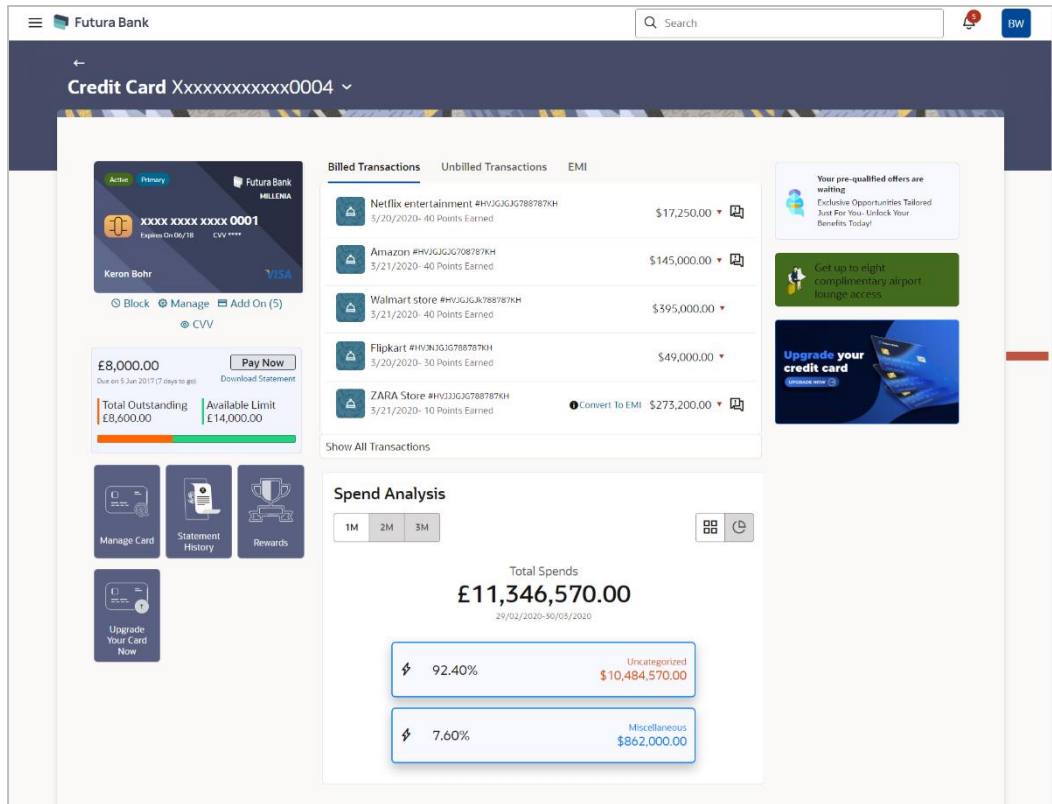 Futura Bank
Search
5
BW
Credit Card Xxxxxxxxxxxx0004
Active Primary
Futura Bank
MILLENIA
xxxx xxxx xxxx 0001
Expires On 06/18 CVV ****
Keron Bohr
VISA
Block Manage Add On (5)
CVV
£8,000.00
Pay Now
Due on 5 Jun 2017 (7 days to go)
Download Statement
Total Outstanding
£8,600.00
Available Limit
£14,000.00
Manage Card
Statement
History
Rewards
Upgrade
Your Card
Now
Billed Transactions Unbilled Transactions EMI
Netflix entertainment #HVJGJGJG788787KH
3/20/2020- 40 Points Earned
$17,250.00
Amazon #HVJGJGJG708787KH
3/21/2020- 40 Points Earned
$145,000.00
Walmart store #HVJGJGJk788787KH
3/21/2020- 40 Points Earned
$395,000.00
Flipkart #HVJNJGJG788787KH
3/20/2020- 30 Points Earned
$49,000.00
ZARA Store #HVJJJGJG788787KH
3/21/2020- 10 Points Earned
Convert To EMI $273,200.00
Show All Transactions
Spend Analysis
1M 2M 3M
Total Spends
£11,346,570.00
29/02/2020-30/03/2020
92.40%
Uncategorized
$10,484,570.00
7.60%
Miscellaneous
$862,000.00
Your pre-qualified offers are
waiting
Exclusive Opportunities Tailored
Just For You- Unlock Your
Benefits Today!
Get up to eight
complimentary airport
lounge access
Upgrade your
credit card
UPGRADE NOW